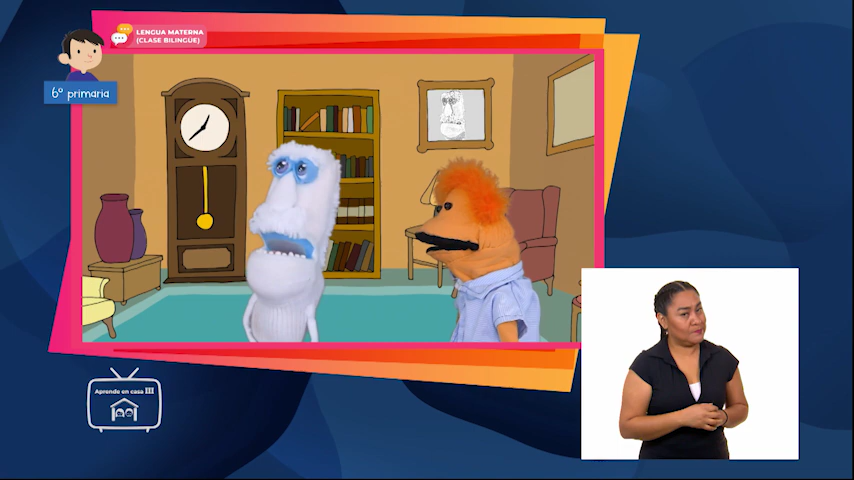 LENGUA MATERNA
(CLASE BILINGÜE)
6º primaria
Aprende en casa III